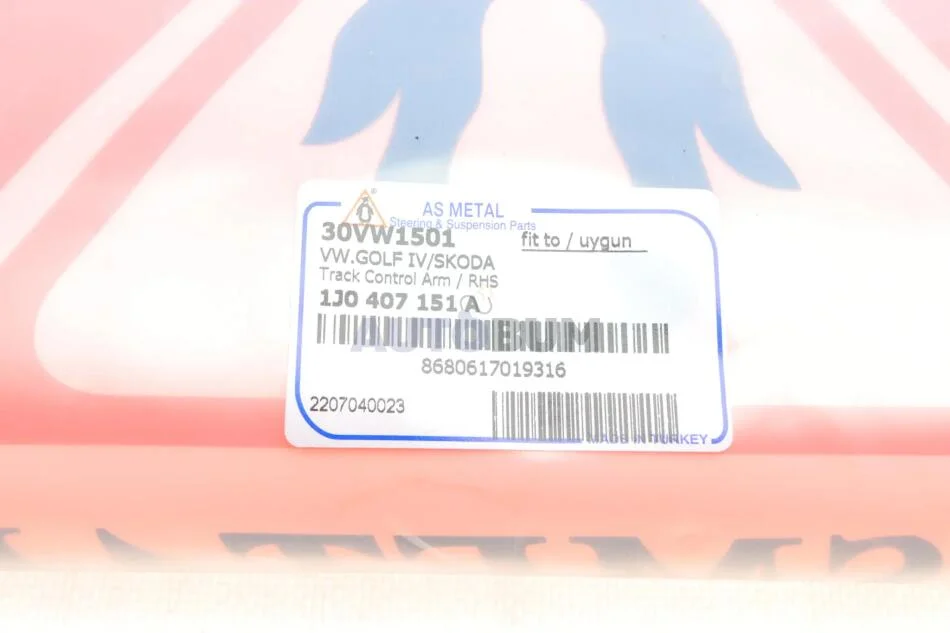 AS METAL
Steering & Suspension Parts
30VW1501
fit to / uygun
VW.GOLF IV/SKODA
Track Control Arm / RHS
1J0 407 151 A
AUTOBUM
8680617019316
2207040023
MADE IN TURKEY